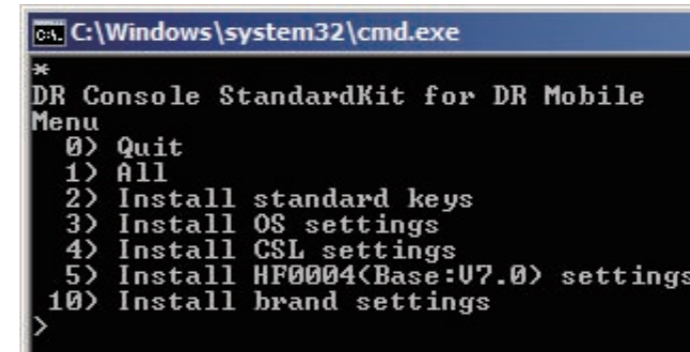 C:\Windows\system32\cmd.exe
*
DR Console StandardKit for DR Mobile
Menu
0) Quit
1) All
2) Install standard keys
3) Install OS settings
4) Install CSL settings
5) Install HF0004(Base:V7.0) settings
10) Install brand settings
>